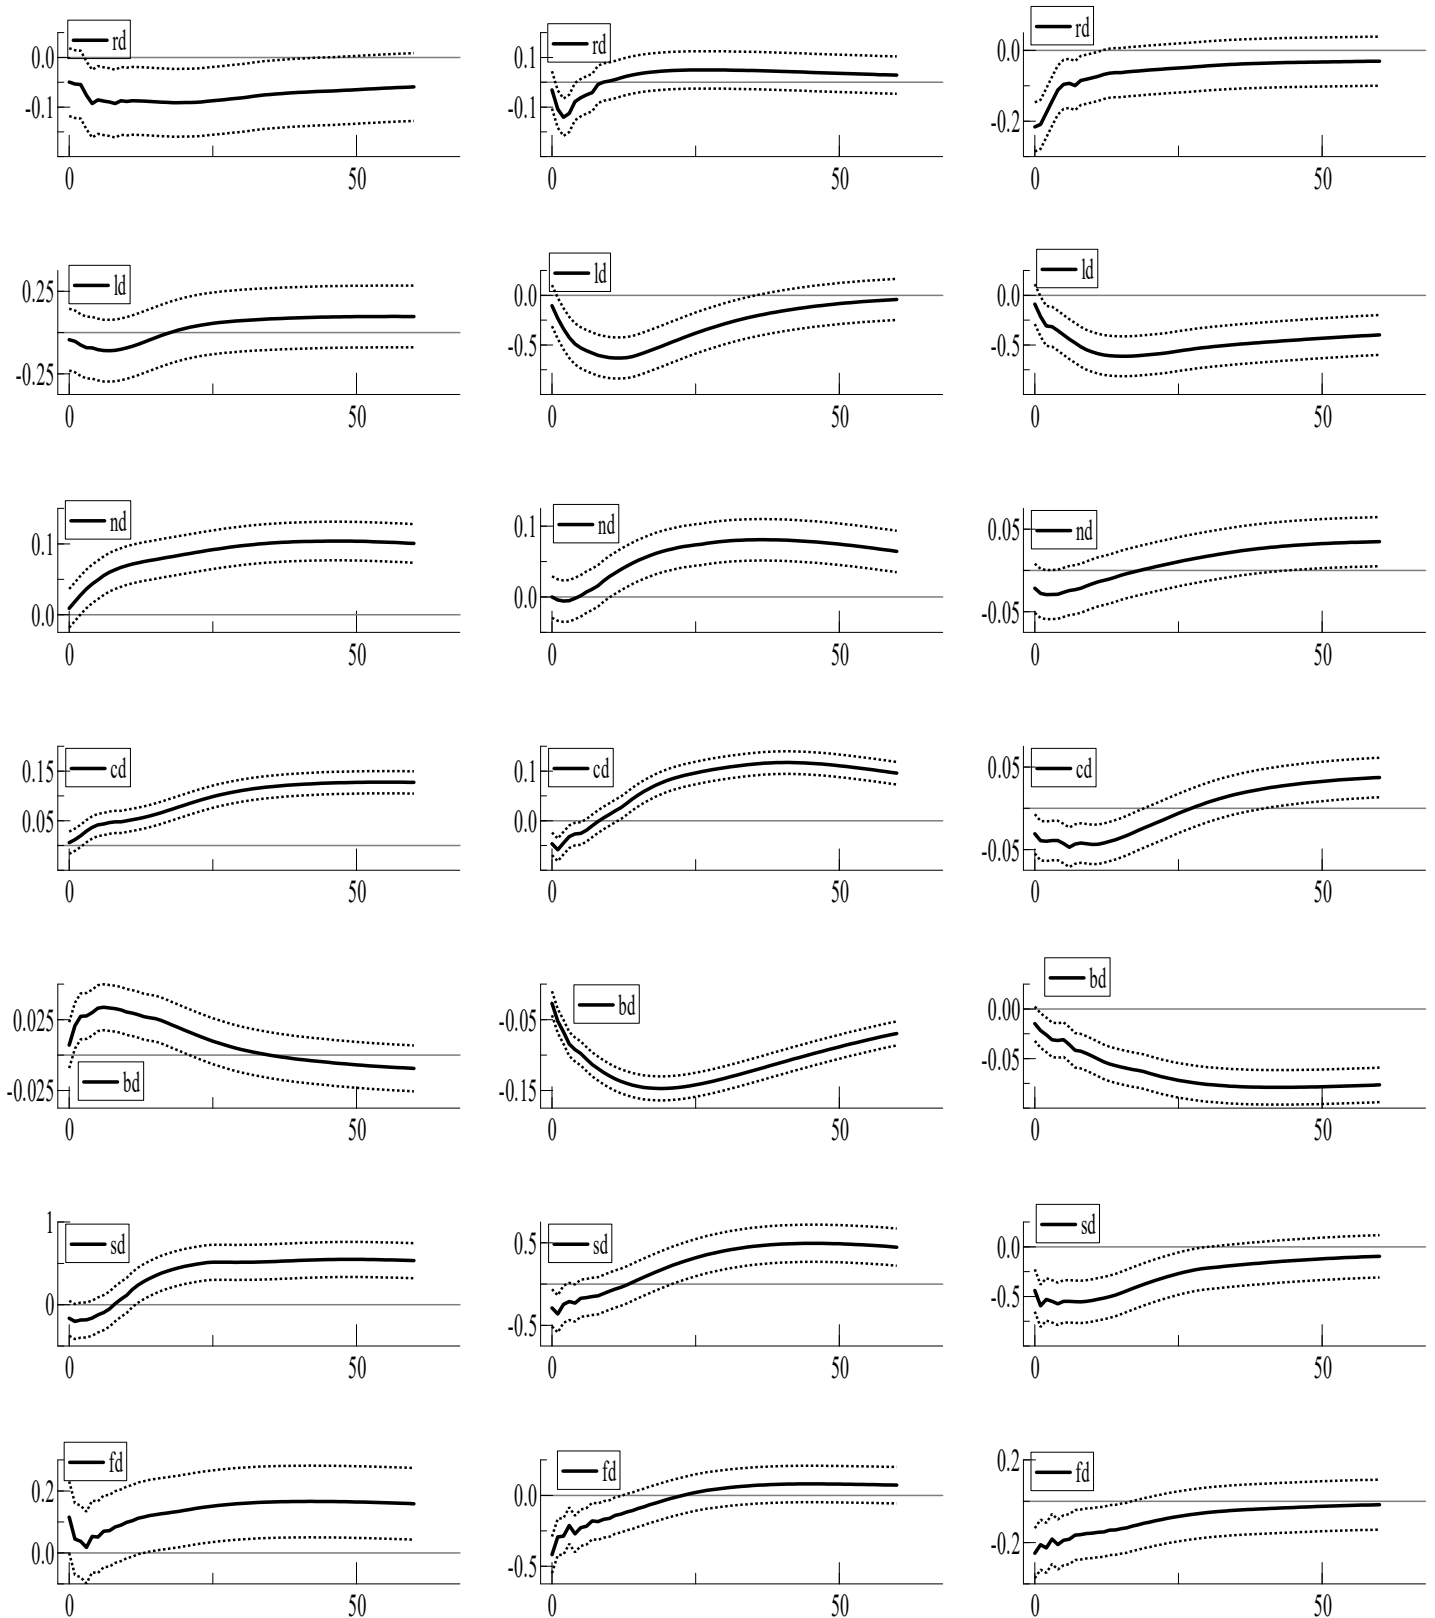 rd rd rd
0.0 0.1 0.0
-0.1 -0.1 -0.2
0 50 0 50 0 50
ld ld ld
0.25 0.0 0.0
-0.25 -0.5 -0.5
0 50 0 50 0 50
nd nd nd
0.1 0.1 0.05
0.0 0.0 -0.05
0 50 0 50 0 50
cd cd cd
0.15 0.1 0.05
0.05 0.0 -0.05
0 50 0 50 0 50
bd bd bd
0.025 -0.05 0.00
-0.025 -0.15 -0.05
0 50 0 50 0 50
sd sd sd
1 0.5 0.0
0 -0.5 -0.5
0 50 0 50 0 50
fd fd fd
0.2 0.0 0.2
0.0 -0.5 -0.2
0 50 0 50 0 50